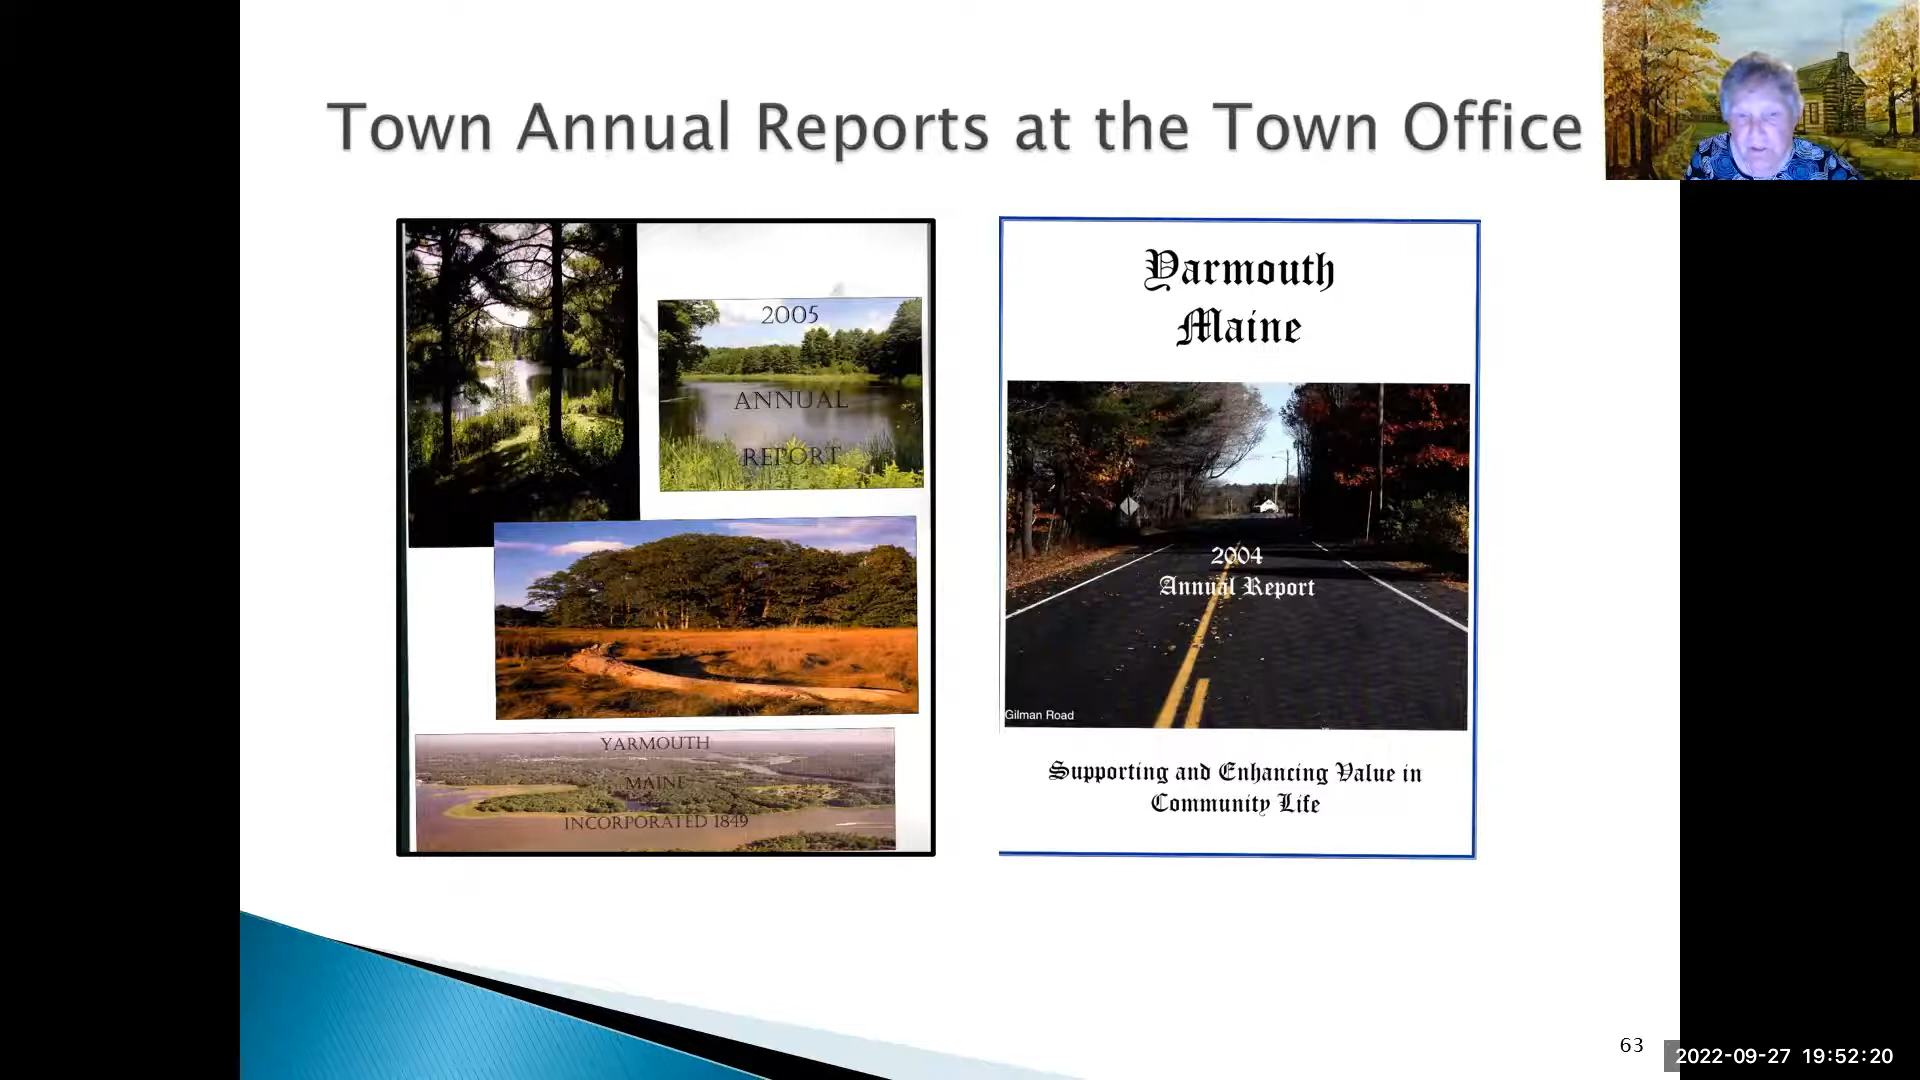 Town Annual Reports at the Town Office
2005
ANNUAL
REPORT
YARMOUTH
MAINE
INCORPORATED 1849
Yarmouth
Maine
2004
Annual Report
Gilman Road
Supporting and Enhancing Value in
Community Life
63
2022-09-27 19:52:20